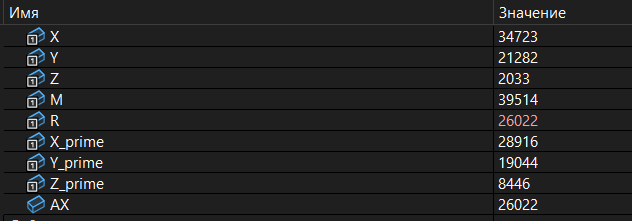 Имя Значение
X 34723
Y 21282
Z 2033
M 39514
R 26022
X_prime 28916
Y_prime 19044
Z_prime 8446
AX 26022